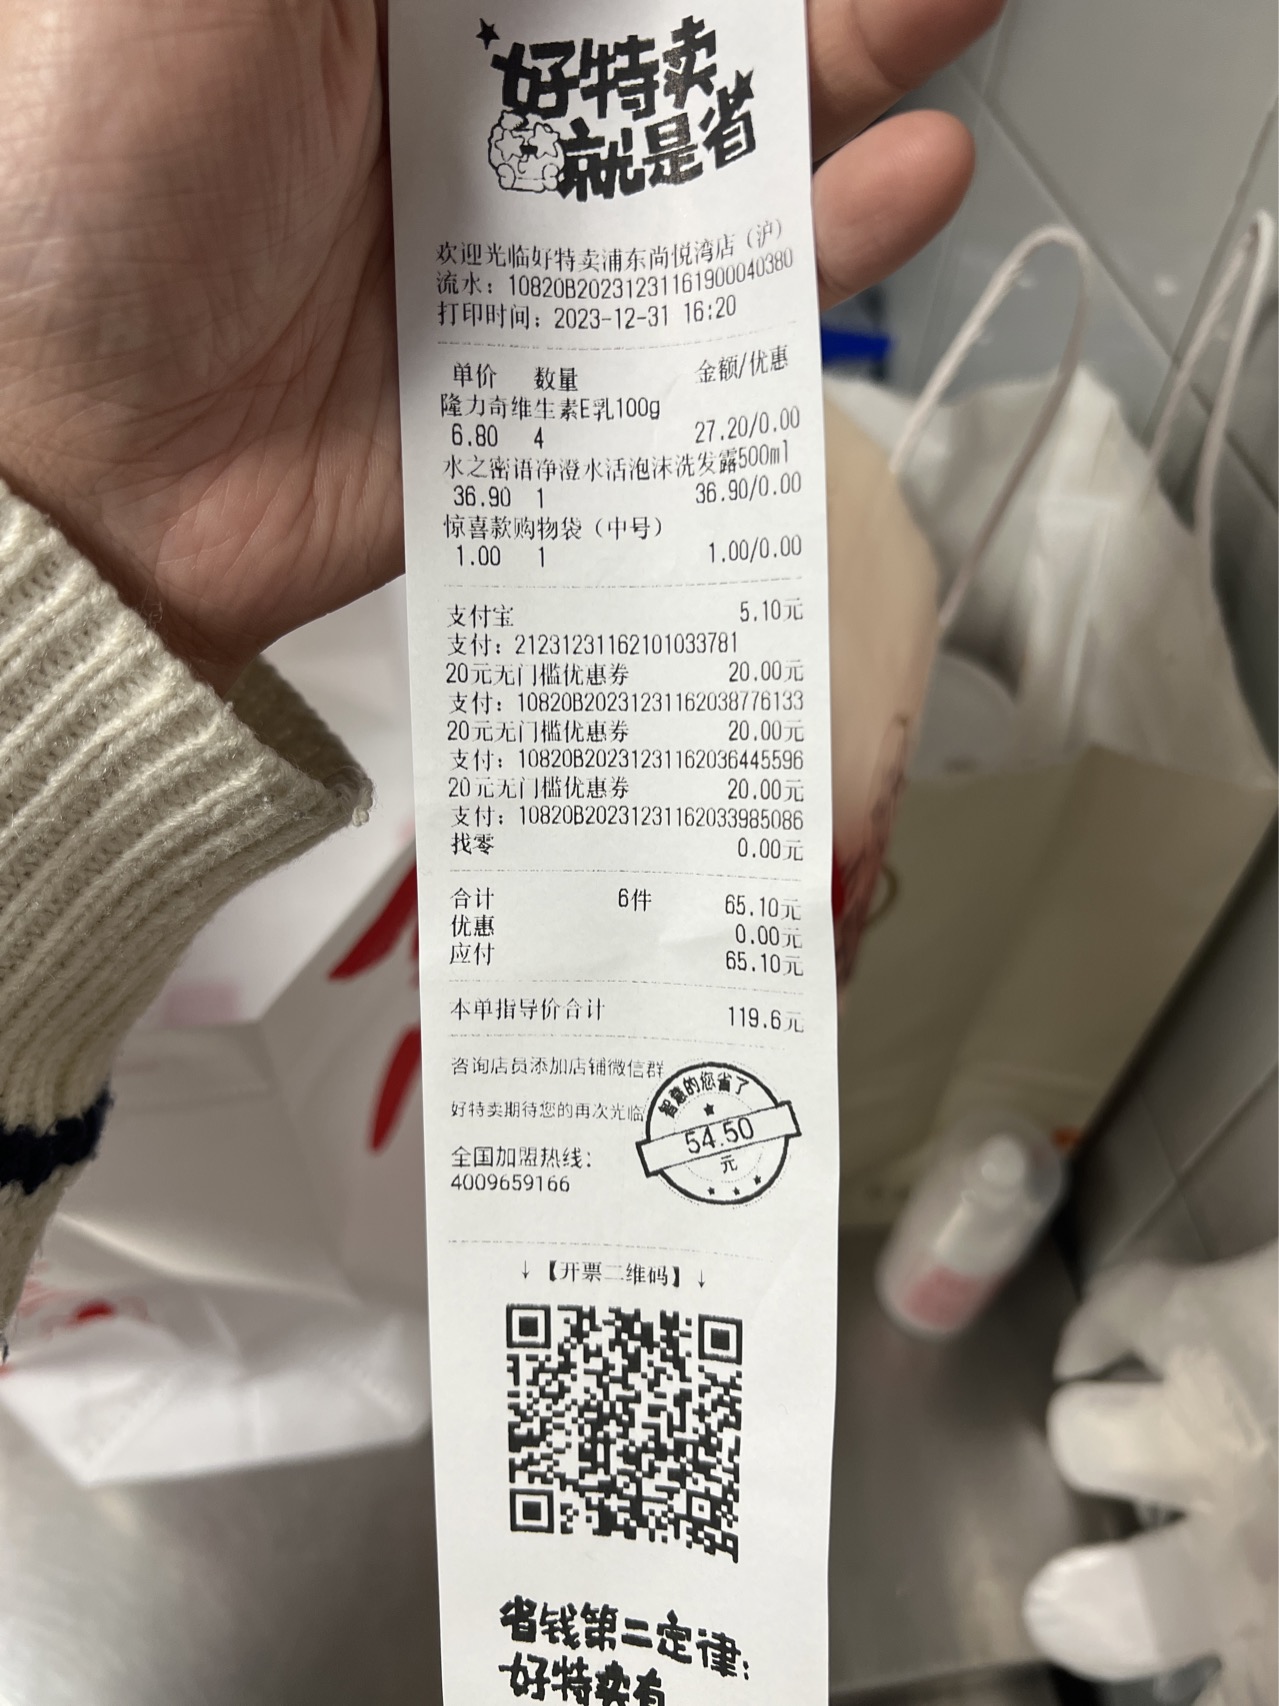 好特卖
就是省
欢迎光临好特卖浦东尚悦湾店（沪）
流水：10820B20231231161900040380
打印时间：2023-12-31 16:20
单价 数量 金额/优惠
隆力奇维生素E乳100g
6.80 4 27.20/0.00
水之密语净澄水活泡沫洗发露500ml
36.90 1 36.90/0.00
惊喜款购物袋（中号）
1.00 1 1.00/0.00
支付宝 5.10元
支付：21231231162101033781
20元无门槛优惠券 20.00元
支付：10820B202312311162038776133
20元无门槛优惠券 20.00元
支付：10820B202312311162036445596
20元无门槛优惠券 20.00元
支付：10820B202312311162033985086
找零 0.00元
合计 6件 65.10元
优惠 0.00元
应付 65.10元
本单指导价合计 119.6元
咨询店员添加店铺微信群
好特卖期待您的再次光临
智慧的您省了
54.50
元
全国加盟热线：
4009659166
↓【开票二维码】↓
省钱第二定律：
好特卖有